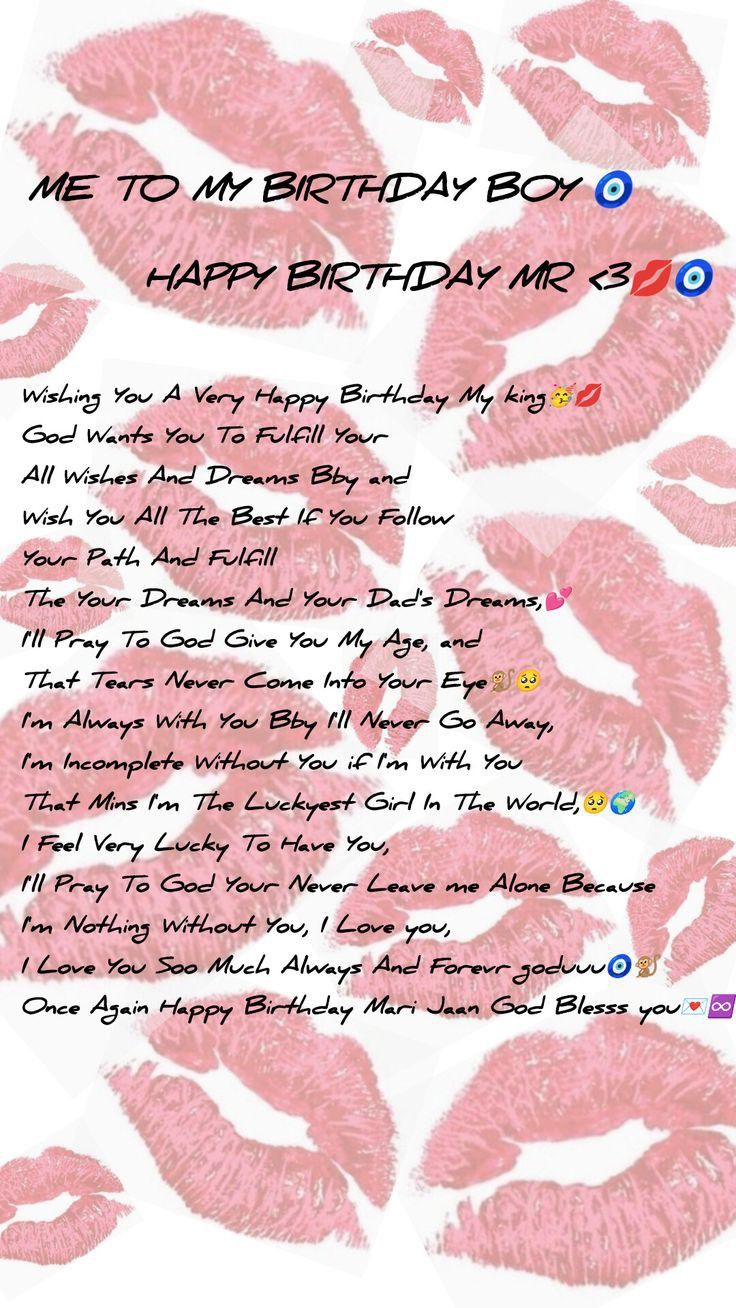 ME TO MY BIRTHDAY BOY 🧿
HAPPY BIRTHDAY MR <3💋🧿
Wishing You A Very Happy Birthday My king🥳💋
God Wants You To Fulfill Your
All Wishes And Dreams Bby and
Wish You All The Best If You Follow
Your Path And Fulfill
The Your Dreams And Your Dad's Dreams,💕
I'll Pray To God Give You My Age, and
That Tears Never Come Into Your Eye🐒🥺
I'm Always With You Bby I'll Never Go Away,
I'm Incomplete Without You if I'm With You
That Mins I'm The Luckyest Girl In The World,🥺🌍
I Feel Very Lucky To Have You,
I'll Pray To God Your Never Leave me Alone Because
I'm Nothing Without You, I Love you,
I Love You Soo Much Always And Forevr goduuu🧿🐒
Once Again Happy Birthday Mari Jaan God Blesss you💌♾️